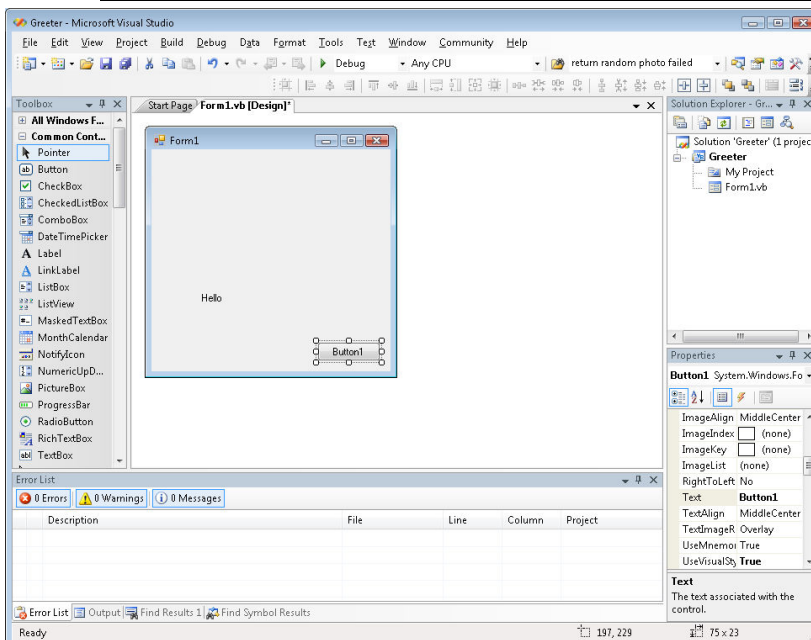 Greeter - Microsoft Visual Studio
File Edit View Project Build Debug Data Format Tools Test Window Community Help
Debug Any CPU return random photo failed
Toolbox
Start Page Form1.vb [Design]*
Solution Explorer - Gr...
All Windows F...
Common Cont...
Pointer
Button
CheckBox
CheckedListBox
ComboBox
DateTimePicker
Label
LinkLabel
ListBox
ListView
MaskedTextBox
MonthCalendar
NotifyIcon
NumericUpD...
PictureBox
ProgressBar
RadioButton
RichTextBox
TextBox
Form1
Hello
Button1
Solution 'Greeter' (1 projec
Greeter
My Project
Form1.vb
Properties
Button1 System.Windows.Fo
ImageAlign MiddleCenter
ImageIndex (none)
ImageKey (none)
ImageList (none)
RightToLeft No
Text Button1
TextAlign MiddleCenter
TextImageR Overlay
UseMnemor True
UseVisualSty True
Text
The text associated with the
control.
Error List
0 Errors 0 Warnings 0 Messages
Description File Line Column Project
Error List Output Find Results 1 Find Symbol Results
Ready 197, 229 75 x 23